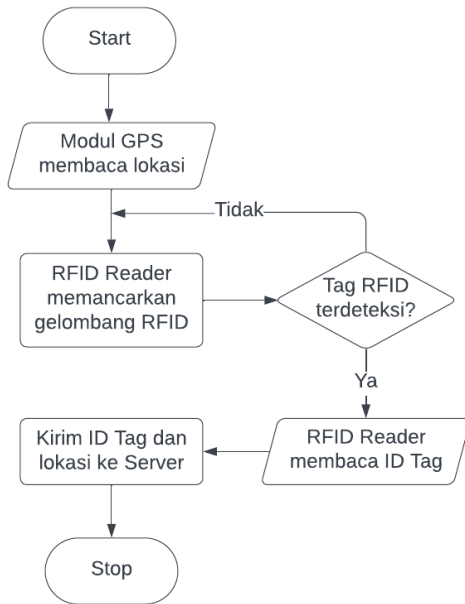 Start
Modul GPS
membaca lokasi
Tidak
RFID Reader
memancarkan
gelombang RFID
Tag RFID
terdeteksi?
Ya
Kirim ID Tag dan
lokasi ke Server
RFID Reader
membaca ID Tag
Stop